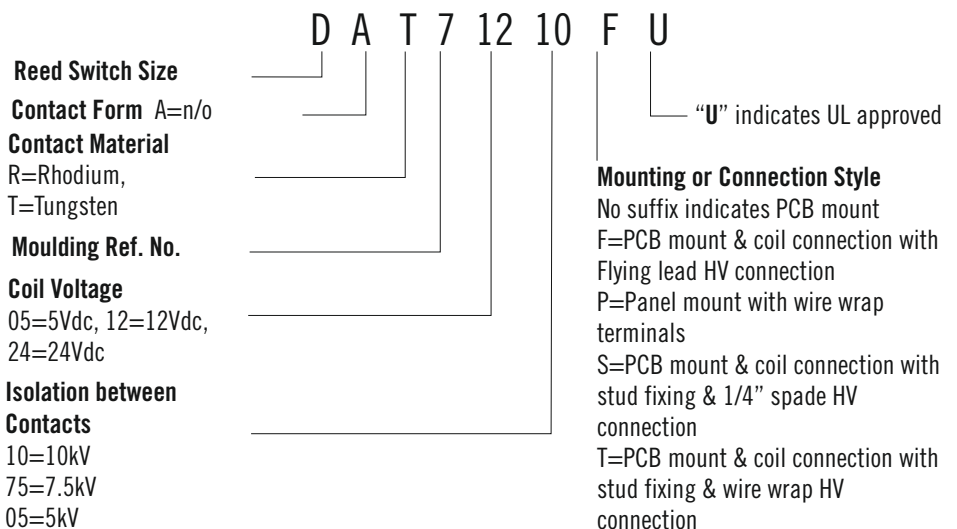 D A T 7 12 10 F U
Reed Switch Size
Contact Form A=n/o
Contact Material
R=Rhodium,
T=Tungsten
Moulding Ref. No.
Coil Voltage
05=5Vdc, 12=12Vdc,
24=24Vdc
Isolation between
Contacts
10=10kV
75=7.5kV
05=5kV
“U” indicates UL approved
Mounting or Connection Style
No suffix indicates PCB mount
F=PCB mount & coil connection with
Flying lead HV connection
P=Panel mount with wire wrap
terminals
S=PCB mount & coil connection with
stud fixing & 1/4” spade HV
connection
T=PCB mount & coil connection with
stud fixing & wire wrap HV
connection